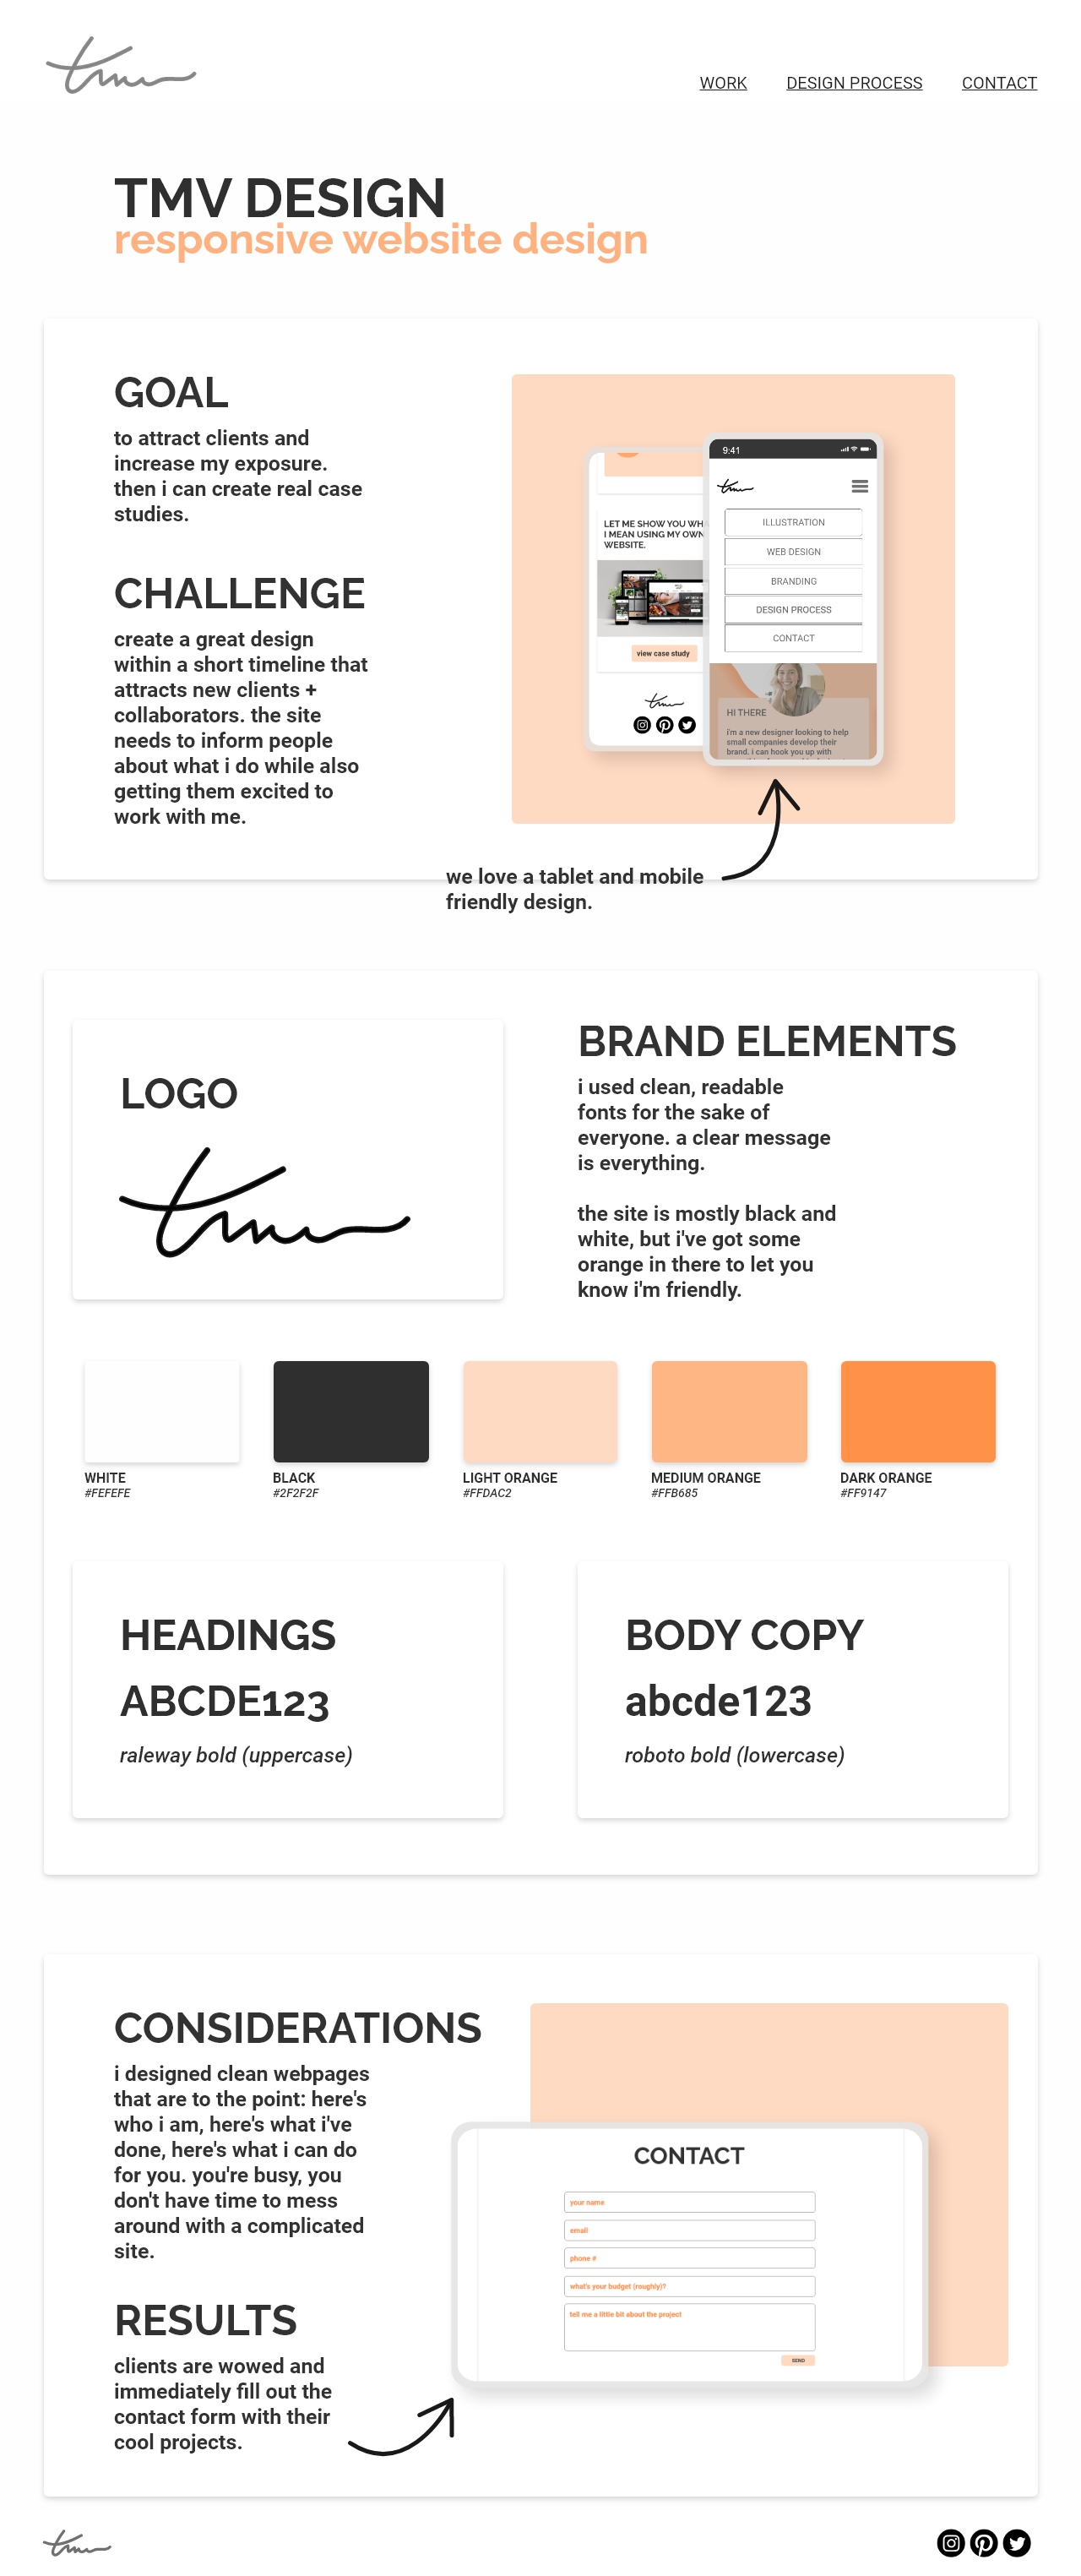 tmv
WORK
DESIGN PROCESS
CONTACT
TMV DESIGN
responsive website design
GOAL
to attract clients and
increase my exposure.
then i can create real case
studies.
CHALLENGE
create a great design
within a short timeline that
attracts new clients +
collaborators. the site
needs to inform people
about what i do while also
getting them excited to
work with me.
LET ME SHOW YOU WH
I MEAN USING MY OWN
WEBSITE.
view case study
tmv
9:41
tmv
ILLUSTRATION
WEB DESIGN
BRANDING
DESIGN PROCESS
CONTACT
HI THERE
i'm a new designer looking to help
small companies develop their
brand. i can hook you up with
we love a tablet and mobile
friendly design.
LOGO
tmv
BRAND ELEMENTS
i used clean, readable
fonts for the sake of
everyone. a clear message
is everything.
the site is mostly black and
white, but i've got some
orange in there to let you
know i'm friendly.
WHITE
#FEFEFE
BLACK
#2F2F2F
LIGHT ORANGE
#FFDAC2
MEDIUM ORANGE
#FFB685
DARK ORANGE
#FF9147
HEADINGS
ABCDE123
raleway bold (uppercase)
BODY COPY
abcde123
roboto bold (lowercase)
CONSIDERATIONS
i designed clean webpages
that are to the point: here's
who i am, here's what i've
done, here's what i can do
for you. you're busy, you
don't have time to mess
around with a complicated
site.
RESULTS
clients are wowed and
immediately fill out the
contact form with their
cool projects.
CONTACT
your name
email
phone #
what's your budget (roughly)?
tell me a little bit about the project
SEND
tmv